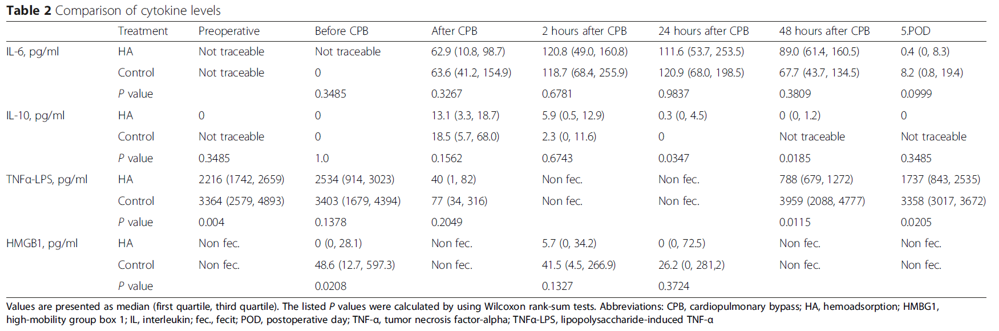 Table 2 Comparison of cytokine levels
Treatment Preoperative Before CPB After CPB 2 hours after CPB 24 hours after CPB 48 hours after CPB 5.POD
IL-6, pg/ml HA Not traceable Not traceable 62.9 (10.8, 98.7) 120.8 (49.0, 160.8) 111.6 (53.7, 253.5) 89.0 (61.4, 160.5) 0.4 (0, 8.3)
Control Not traceable 0 63.6 (41.2, 154.9) 118.7 (68.4, 255.9) 120.9 (68.0, 198.5) 67.7 (43.7, 134.5) 8.2 (0.8, 19.4)
P value 0.3485 0.3267 0.6781 0.9837 0.3809 0.0999
IL-10, pg/ml HA 0 0 13.1 (3.3, 18.7) 5.9 (0.5, 12.9) 0.3 (0, 4.5) 0 (0, 1.2) 0
Control Not traceable 0 18.5 (5.7, 68.0) 2.3 (0, 11.6) 0 Not traceable Not traceable
P value 0.3485 1.0 0.1562 0.6743 0.0347 0.0185 0.3485
TNFα-LPS, pg/ml HA 2216 (1742, 2659) 2534 (914, 3023) 40 (1, 82) Non fec. Non fec. 788 (679, 1272) 1737 (843, 2535)
Control 3364 (2579, 4893) 3403 (1679, 4394) 77 (34, 316) Non fec. Non fec. 3959 (2088, 4777) 3358 (3017, 3672)
P value 0.004 0.1378 0.2049 0.0115 0.0205
HMGB1, pg/ml HA Non fec. 0 (0, 28.1) Non fec. 5.7 (0, 34.2) 0 (0, 72.5) Non fec. Non fec.
Control Non fec. 48.6 (12.7, 597.3) Non fec. 41.5 (4.5, 266.9) 26.2 (0, 281,2) Non fec. Non fec.
P value 0.0208 0.1327 0.3724
Values are presented as median (first quartile, third quartile). The listed P values were calculated by using Wilcoxon rank-sum tests. Abbreviations: CPB, cardiopulmonary bypass; HA, hemoadsorption; HMBG1,
high-mobility group box 1; IL, interleukin; fec., fecit; POD, postoperative day; TNF-α, tumor necrosis factor-alpha; TNFα-LPS, lipopolysaccharide-induced TNF-α